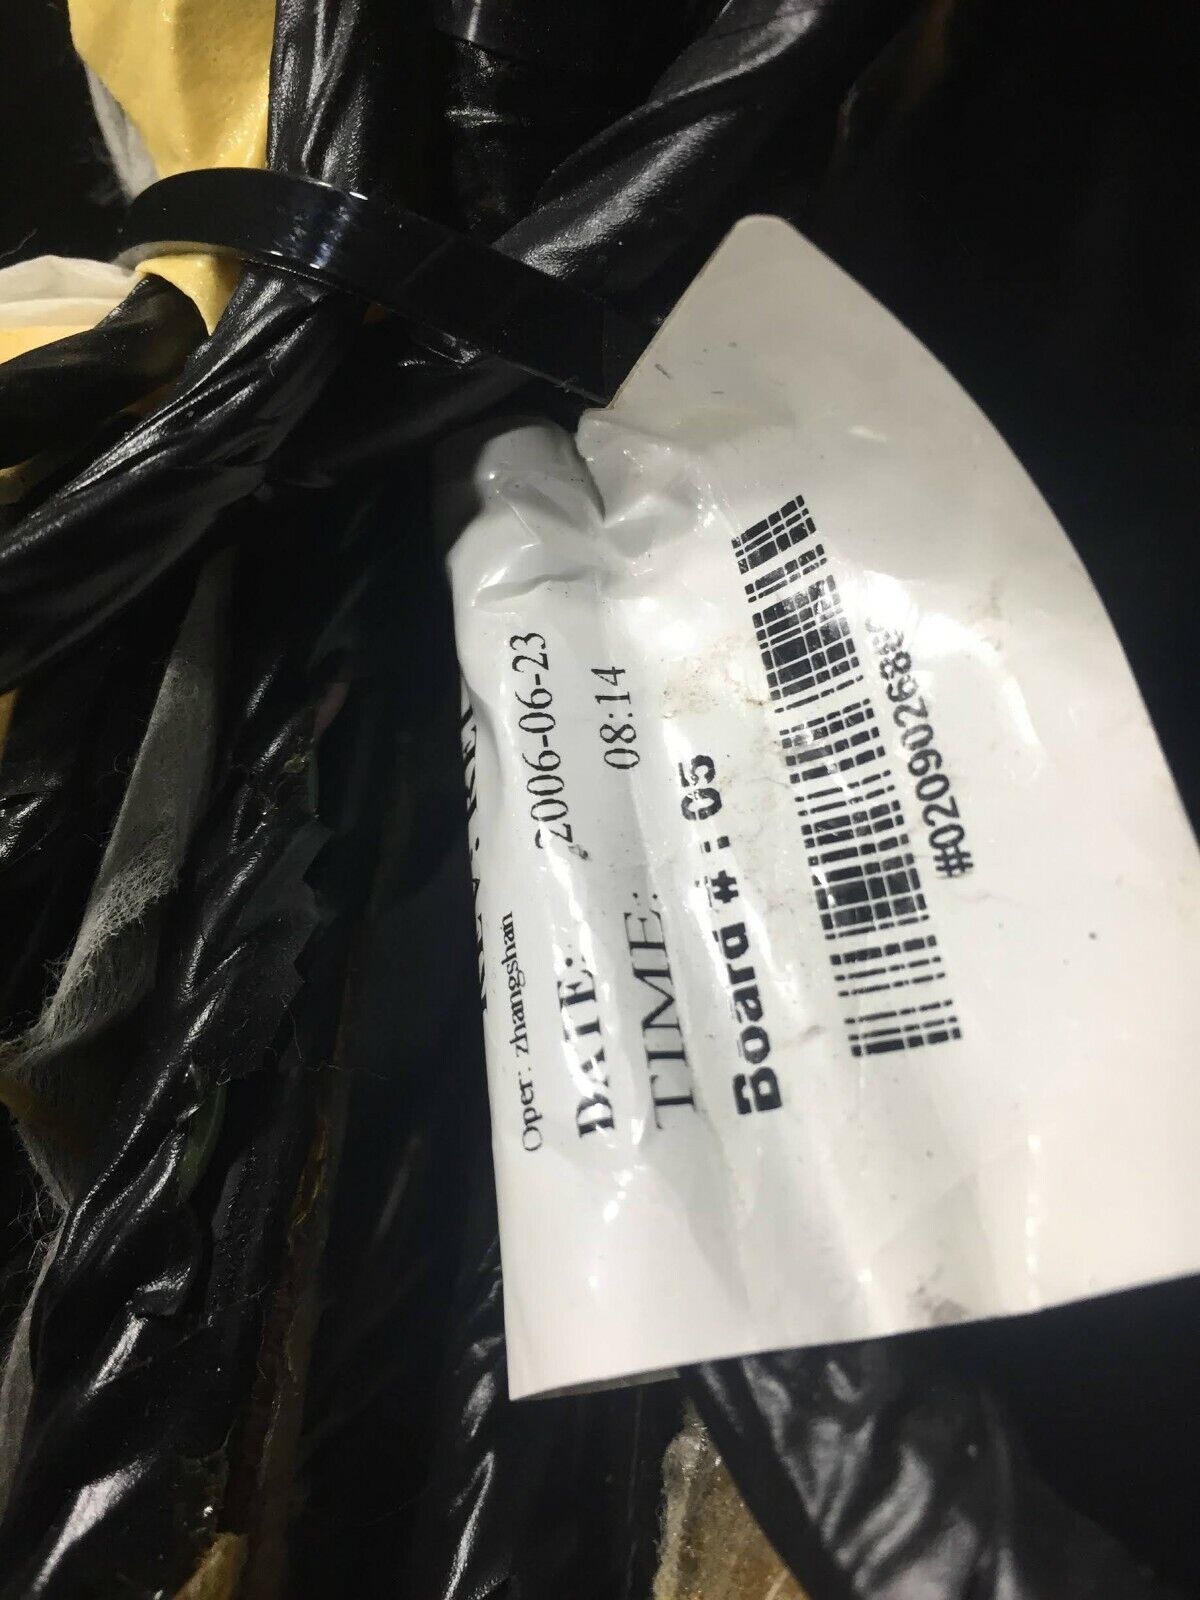 Oper: zhangshan
DATE: 2006-06-23
TIME: 08:14
Board #: 05